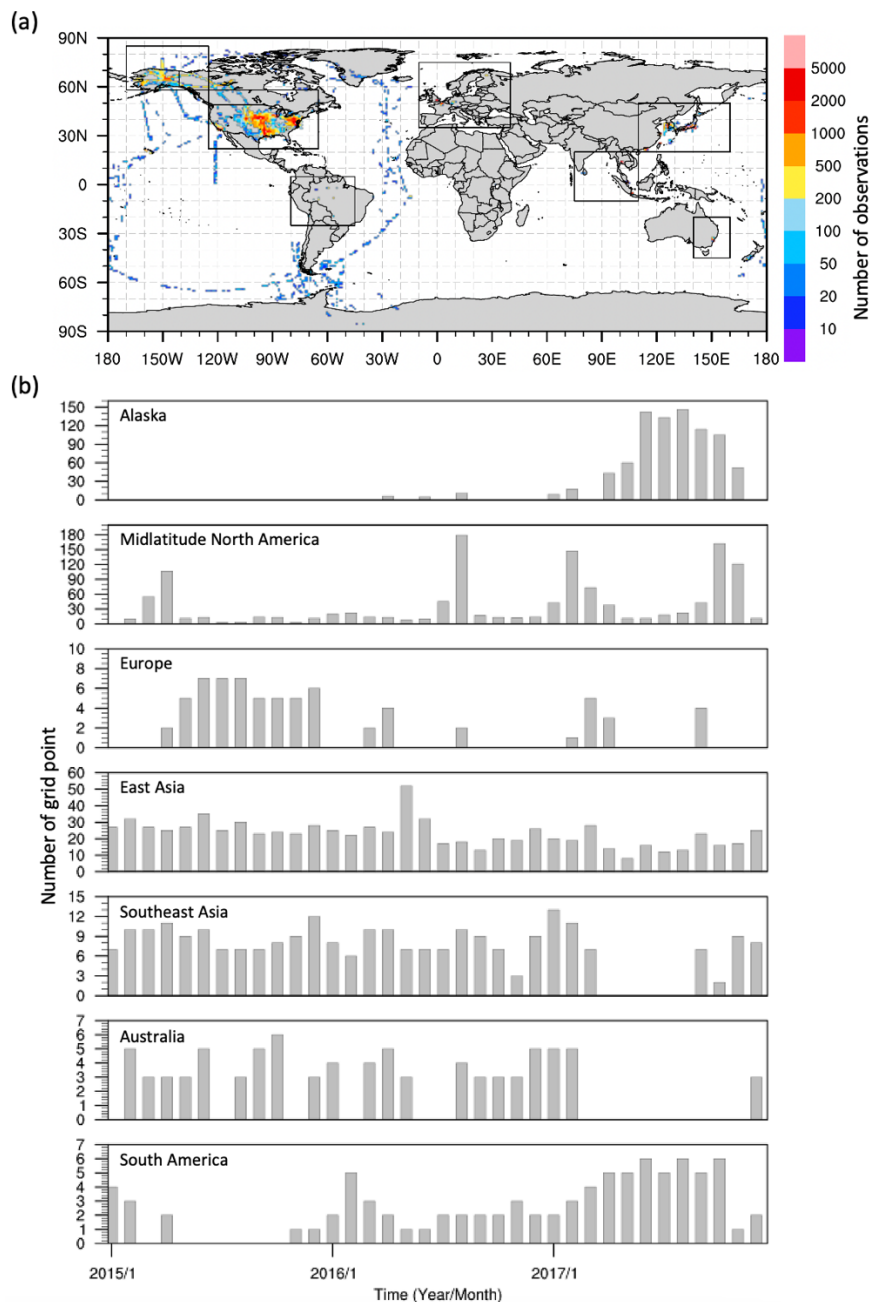 (a)
90N
60N
30N
0
30S
60S
90S
180 150W 120W 90W 60W 30W 0 30E 60E 90E 120E 150E 180
5000
2000
1000
500
200
100
50
20
10
Number of observations
(b)
Number of grid point
Alaska
150
120
90
60
30
0
Midlatitude North America
180
150
120
90
60
30
0
Europe
10
8
6
4
2
0
East Asia
60
50
40
30
20
10
0
Southeast Asia
15
12
9
6
3
0
Australia
7
6
5
4
3
2
1
0
South America
7
6
5
4
3
2
1
0
2015/1 2016/1 2017/1
Time (Year/Month)